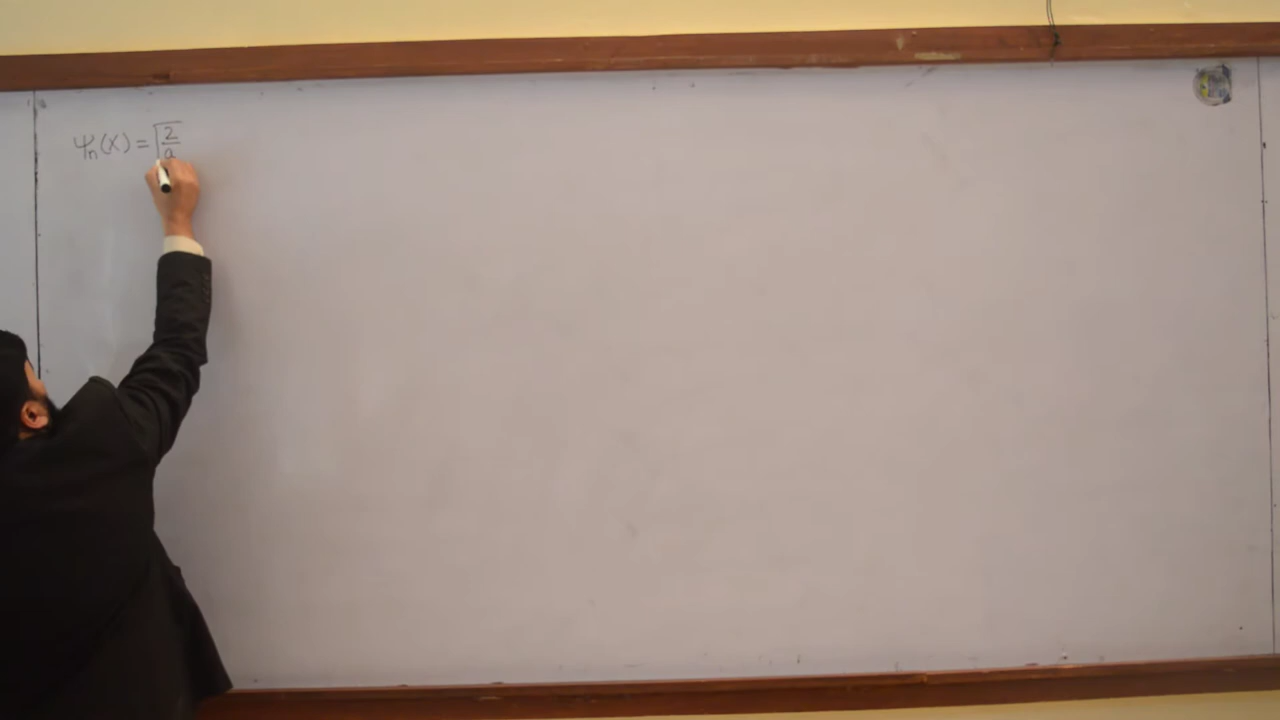 ψₙ(x) = √(2/a)